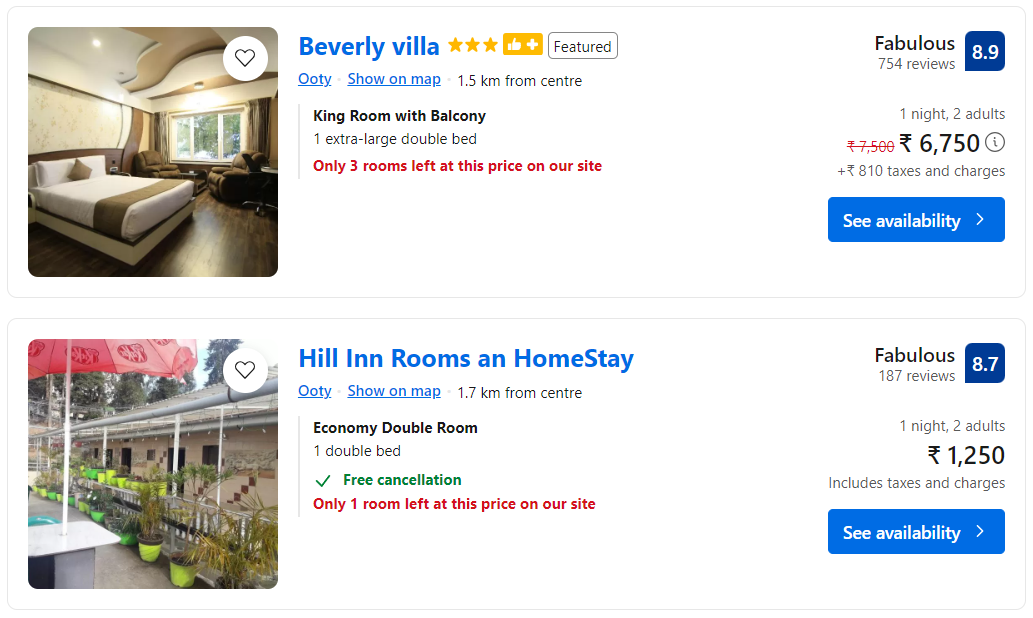 Beverly villa
Featured
Ooty
Show on map
1.5 km from centre
King Room with Balcony
1 extra-large double bed
Only 3 rooms left at this price on our site
Fabulous
754 reviews
8.9
1 night, 2 adults
₹ 7,500 ₹ 6,750
+₹ 810 taxes and charges
See availability
KitKat
Hill Inn Rooms an HomeStay
Ooty
Show on map
1.7 km from centre
Economy Double Room
1 double bed
Free cancellation
Only 1 room left at this price on our site
Fabulous
187 reviews
8.7
1 night, 2 adults
₹ 1,250
Includes taxes and charges
See availability